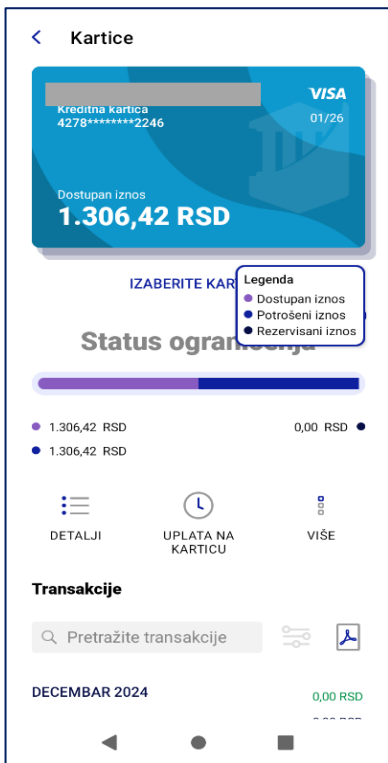 Kartice
VISA
Kreditna kartica
4278********2246
01/26
Dostupan iznos
1.306,42 RSD
IZABERITE KAR
Legenda
Dostupan iznos
Potrošeni iznos
Rezervisani iznos
Status
1.306,42 RSD
0,00 RSD
1.306,42 RSD
DETALJI
UPLATA NA
KARTICU
VIŠE
Transakcije
Pretražite transakcije
DECEMBAR 2024
0,00 RSD